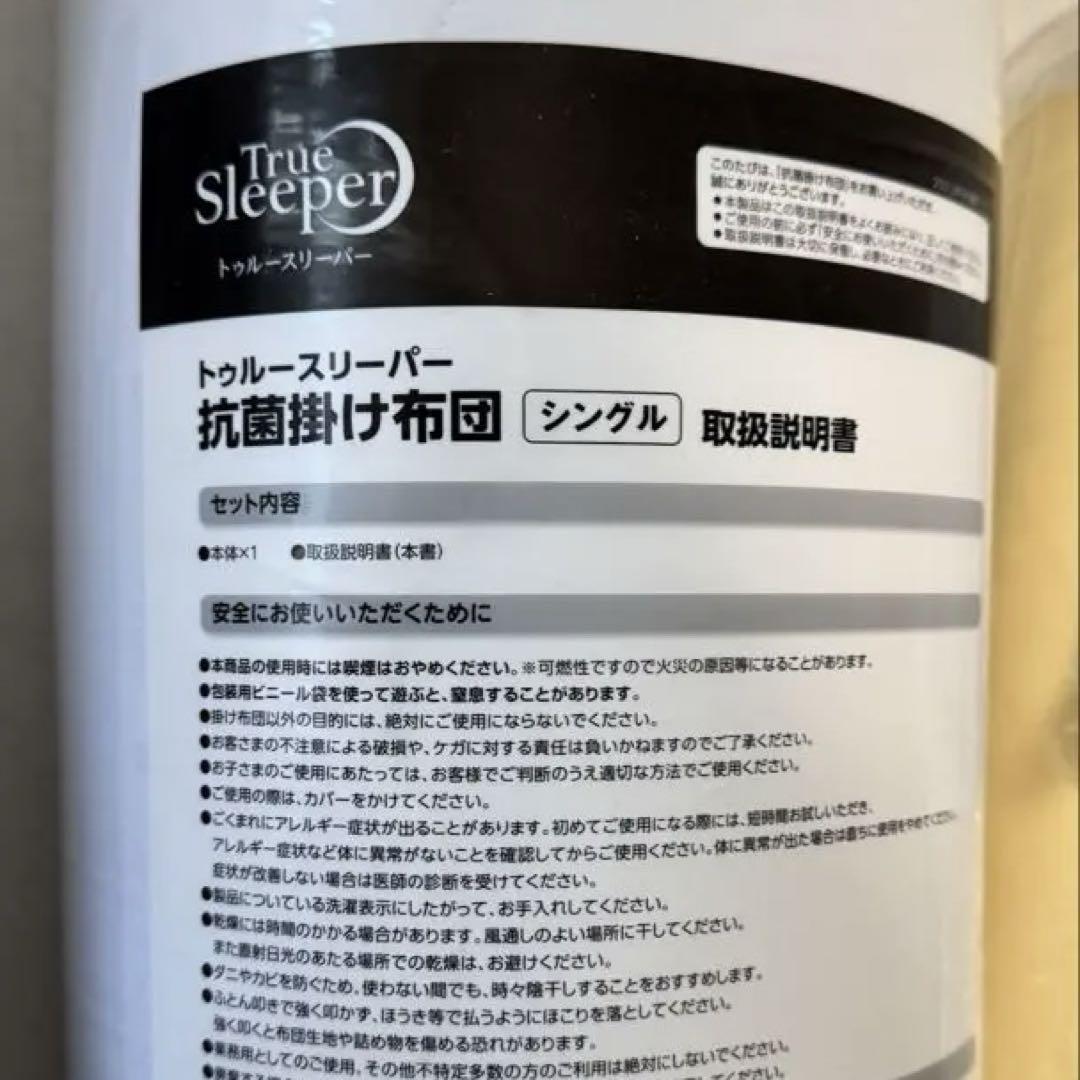 True
Sleeper
トゥルースリーパー
このたびは、「抗菌掛け布団」をお買い上げいただき
誠にありがとうございます。
●本製品はこの取扱説明書をよくお読みになり、
●ご使用の前に必ず「安全にお使いいただくために」
●取扱説明書は大切に保管し、必要なときに
トゥルースリーパー
抗菌掛け布団 シングル 取扱説明書
セット内容
●本体×1 ●取扱説明書(本書)
安全にお使いいただくために
●本商品の使用時には喫煙はおやめください。※可燃性ですので火災の原因等になることがあります。
●包装用ビニール袋を使って遊ぶと、窒息することがあります。
●掛け布団以外の目的には、絶対にご使用にならないでください。
●お客さまの不注意による破損や、ケガに対する責任は負いかねますのでご了承ください。
●お子さまのご使用にあたっては、お客様でご判断のうえ適切な方法でご使用ください。
●ご使用の際は、カバーをかけてください。
●ごくまれにアレルギー症状が出ることがあります。初めてご使用になる際には、短時間お試しいただき、
アレルギー症状など体に異常がないことを確認してからご使用ください。体に異常が出た場合は直ちに使用をやめてください。
症状が改善しない場合は医師の診断を受けてください。
●製品についている洗濯表示にしたがって、お手入れしてください。
●乾燥には時間のかかる場合があります。風通しのよい場所に干してください。
また直射日光のあたる場所での乾燥は、お避けください。
●ダニやカビを防ぐため、使わない間でも、時々陰干しすることをおすすめします。
●ふとん叩きで強く叩かず、ほうき等で払うようにほこりを落としてください。
強く叩くと布団生地や詰め物を傷める恐れがあります。
●業務用としてのご使用、その他不特定多数の方のご利用は絶対にしないでください。